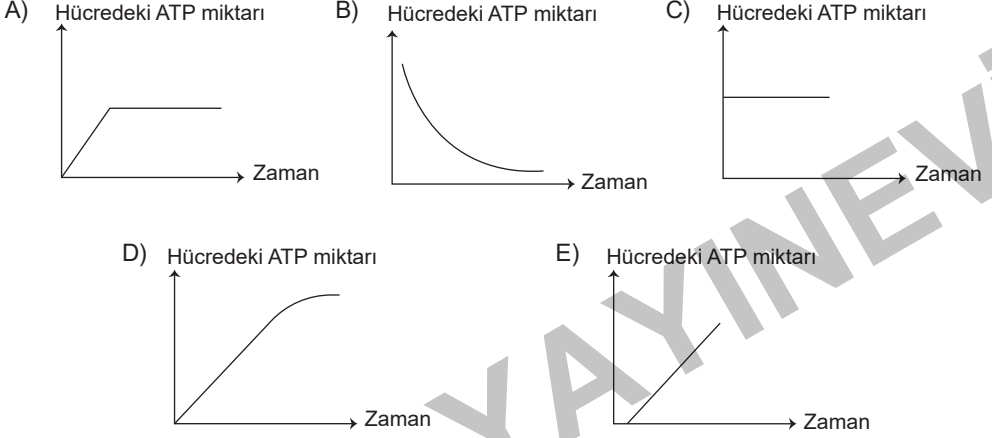 A) Hücredeki ATP miktarı
Zaman
B) Hücredeki ATP miktarı
Zaman
C) Hücredeki ATP miktarı
Zaman
D) Hücredeki ATP miktarı
Zaman
E) Hücredeki ATP miktarı
Zaman
YAYINEVİ